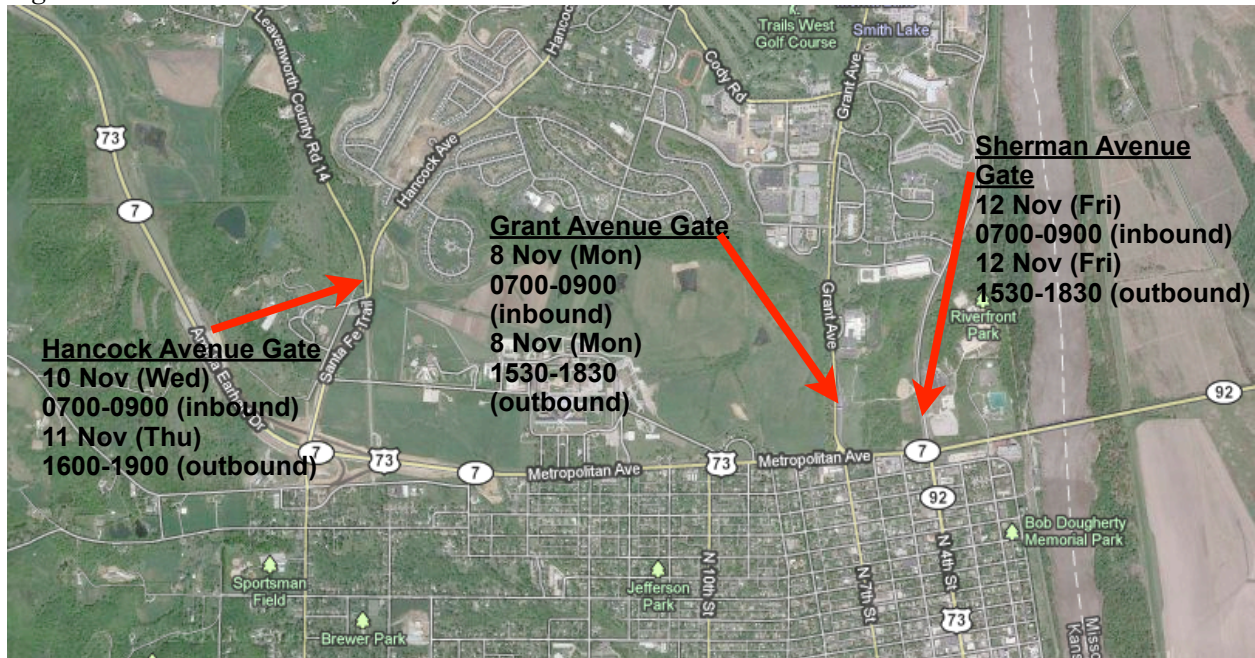 Trails West
Golf Course
Smith Lake
Leavenworth County Rd 14
Hancock Ave
Cody Rd
Grant Ave
73
7
Sherman Avenue
Gate
12 Nov (Fri)
0700-0900 (inbound)
12 Nov (Fri)
1530-1830 (outbound)
Grant Avenue Gate
8 Nov (Mon)
0700-0900
(inbound)
8 Nov (Mon)
1530-1830
(outbound)
Grant Ave
Riverfront
Park
Santa Fe Trail
Hancock Avenue Gate
10 Nov (Wed)
0700-0900 (inbound)
11 Nov (Thu)
1600-1900 (outbound)
92
7
73
7
Metropolitan Ave
73
Metropolitan Ave
7
92
Bob Dougherty
Memorial Park
Sportsman
Field
Jefferson
Park
N 10th St
N 7th St
N 4th St
Brewer Park
73